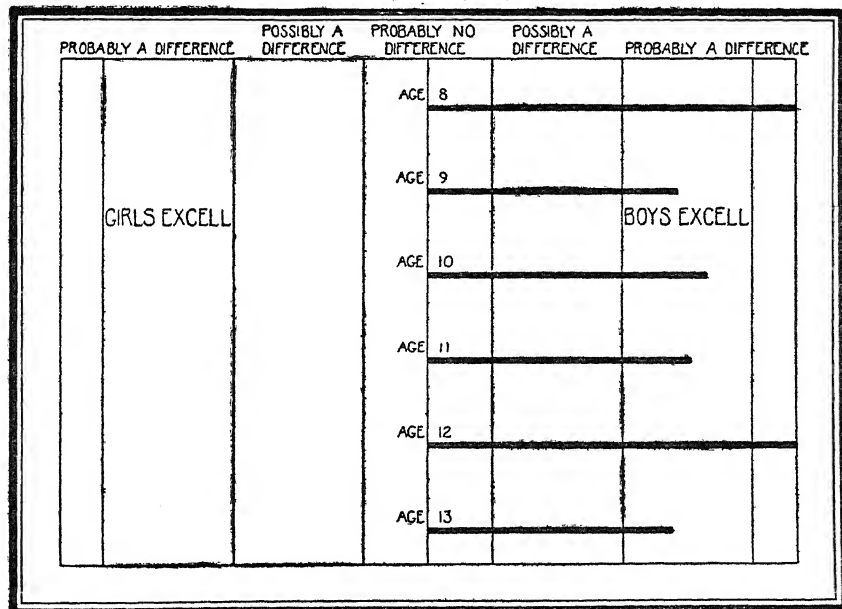 PROBABLY A DIFFERENCE
POSSIBLY A
DIFFERENCE
PROBABLY NO
DIFFERENCE
POSSIBLY A
DIFFERENCE
PROBABLY A DIFFERENCE
AGE 8
AGE 9
GIRLS EXCELL
BOYS EXCELL
AGE 10
AGE 11
AGE 12
AGE 13